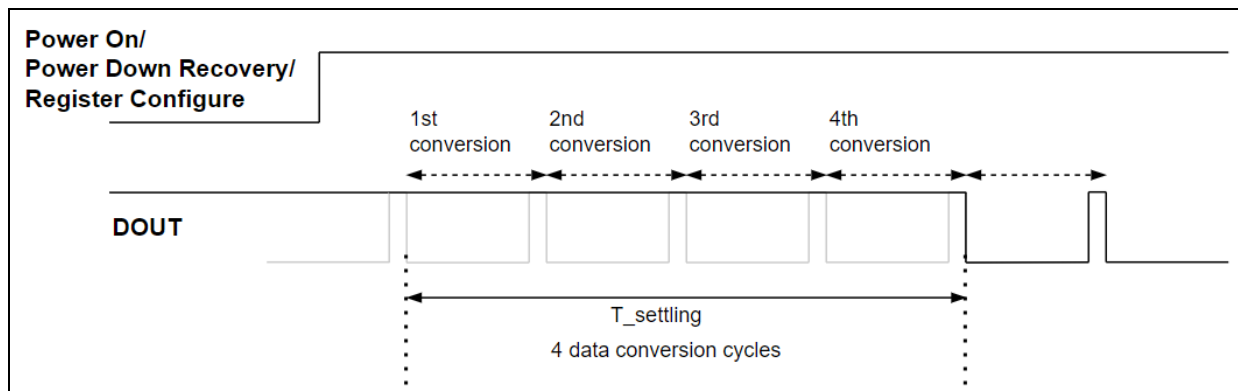 Power On/
Power Down Recovery/
Register Configure
1st
conversion
2nd
conversion
3rd
conversion
4th
conversion
DOUT
T_settling
4 data conversion cycles